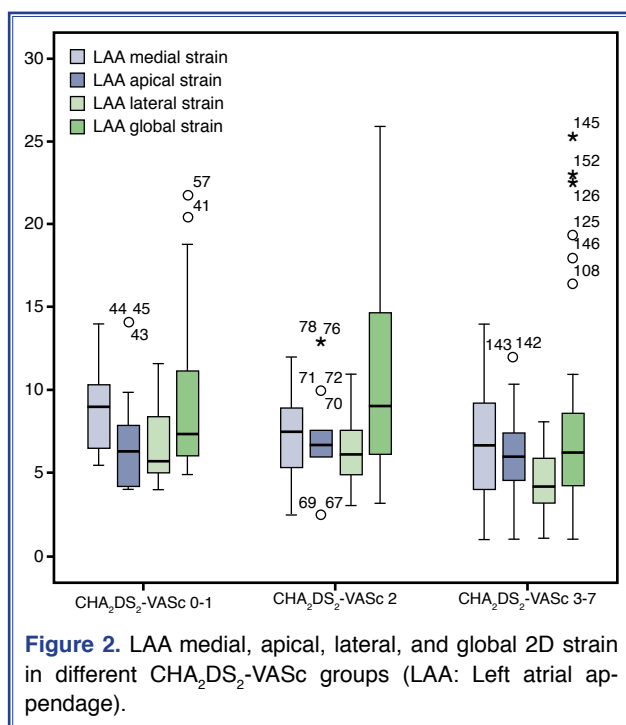 30
25
20
15
10
5
0
LAA medial strain
LAA apical strain
LAA lateral strain
LAA global strain
57
41
44 45
43
78 76
71 72
70
69 67
145
152
126
125
146
108
143 142
CHA₂DS₂-VASc 0-1
CHA₂DS₂-VASc 2
CHA₂DS₂-VASc 3-7
Figure 2. LAA medial, apical, lateral, and global 2D strain
in different CHA₂DS₂-VASc groups (LAA: Left atrial ap-
pendage).